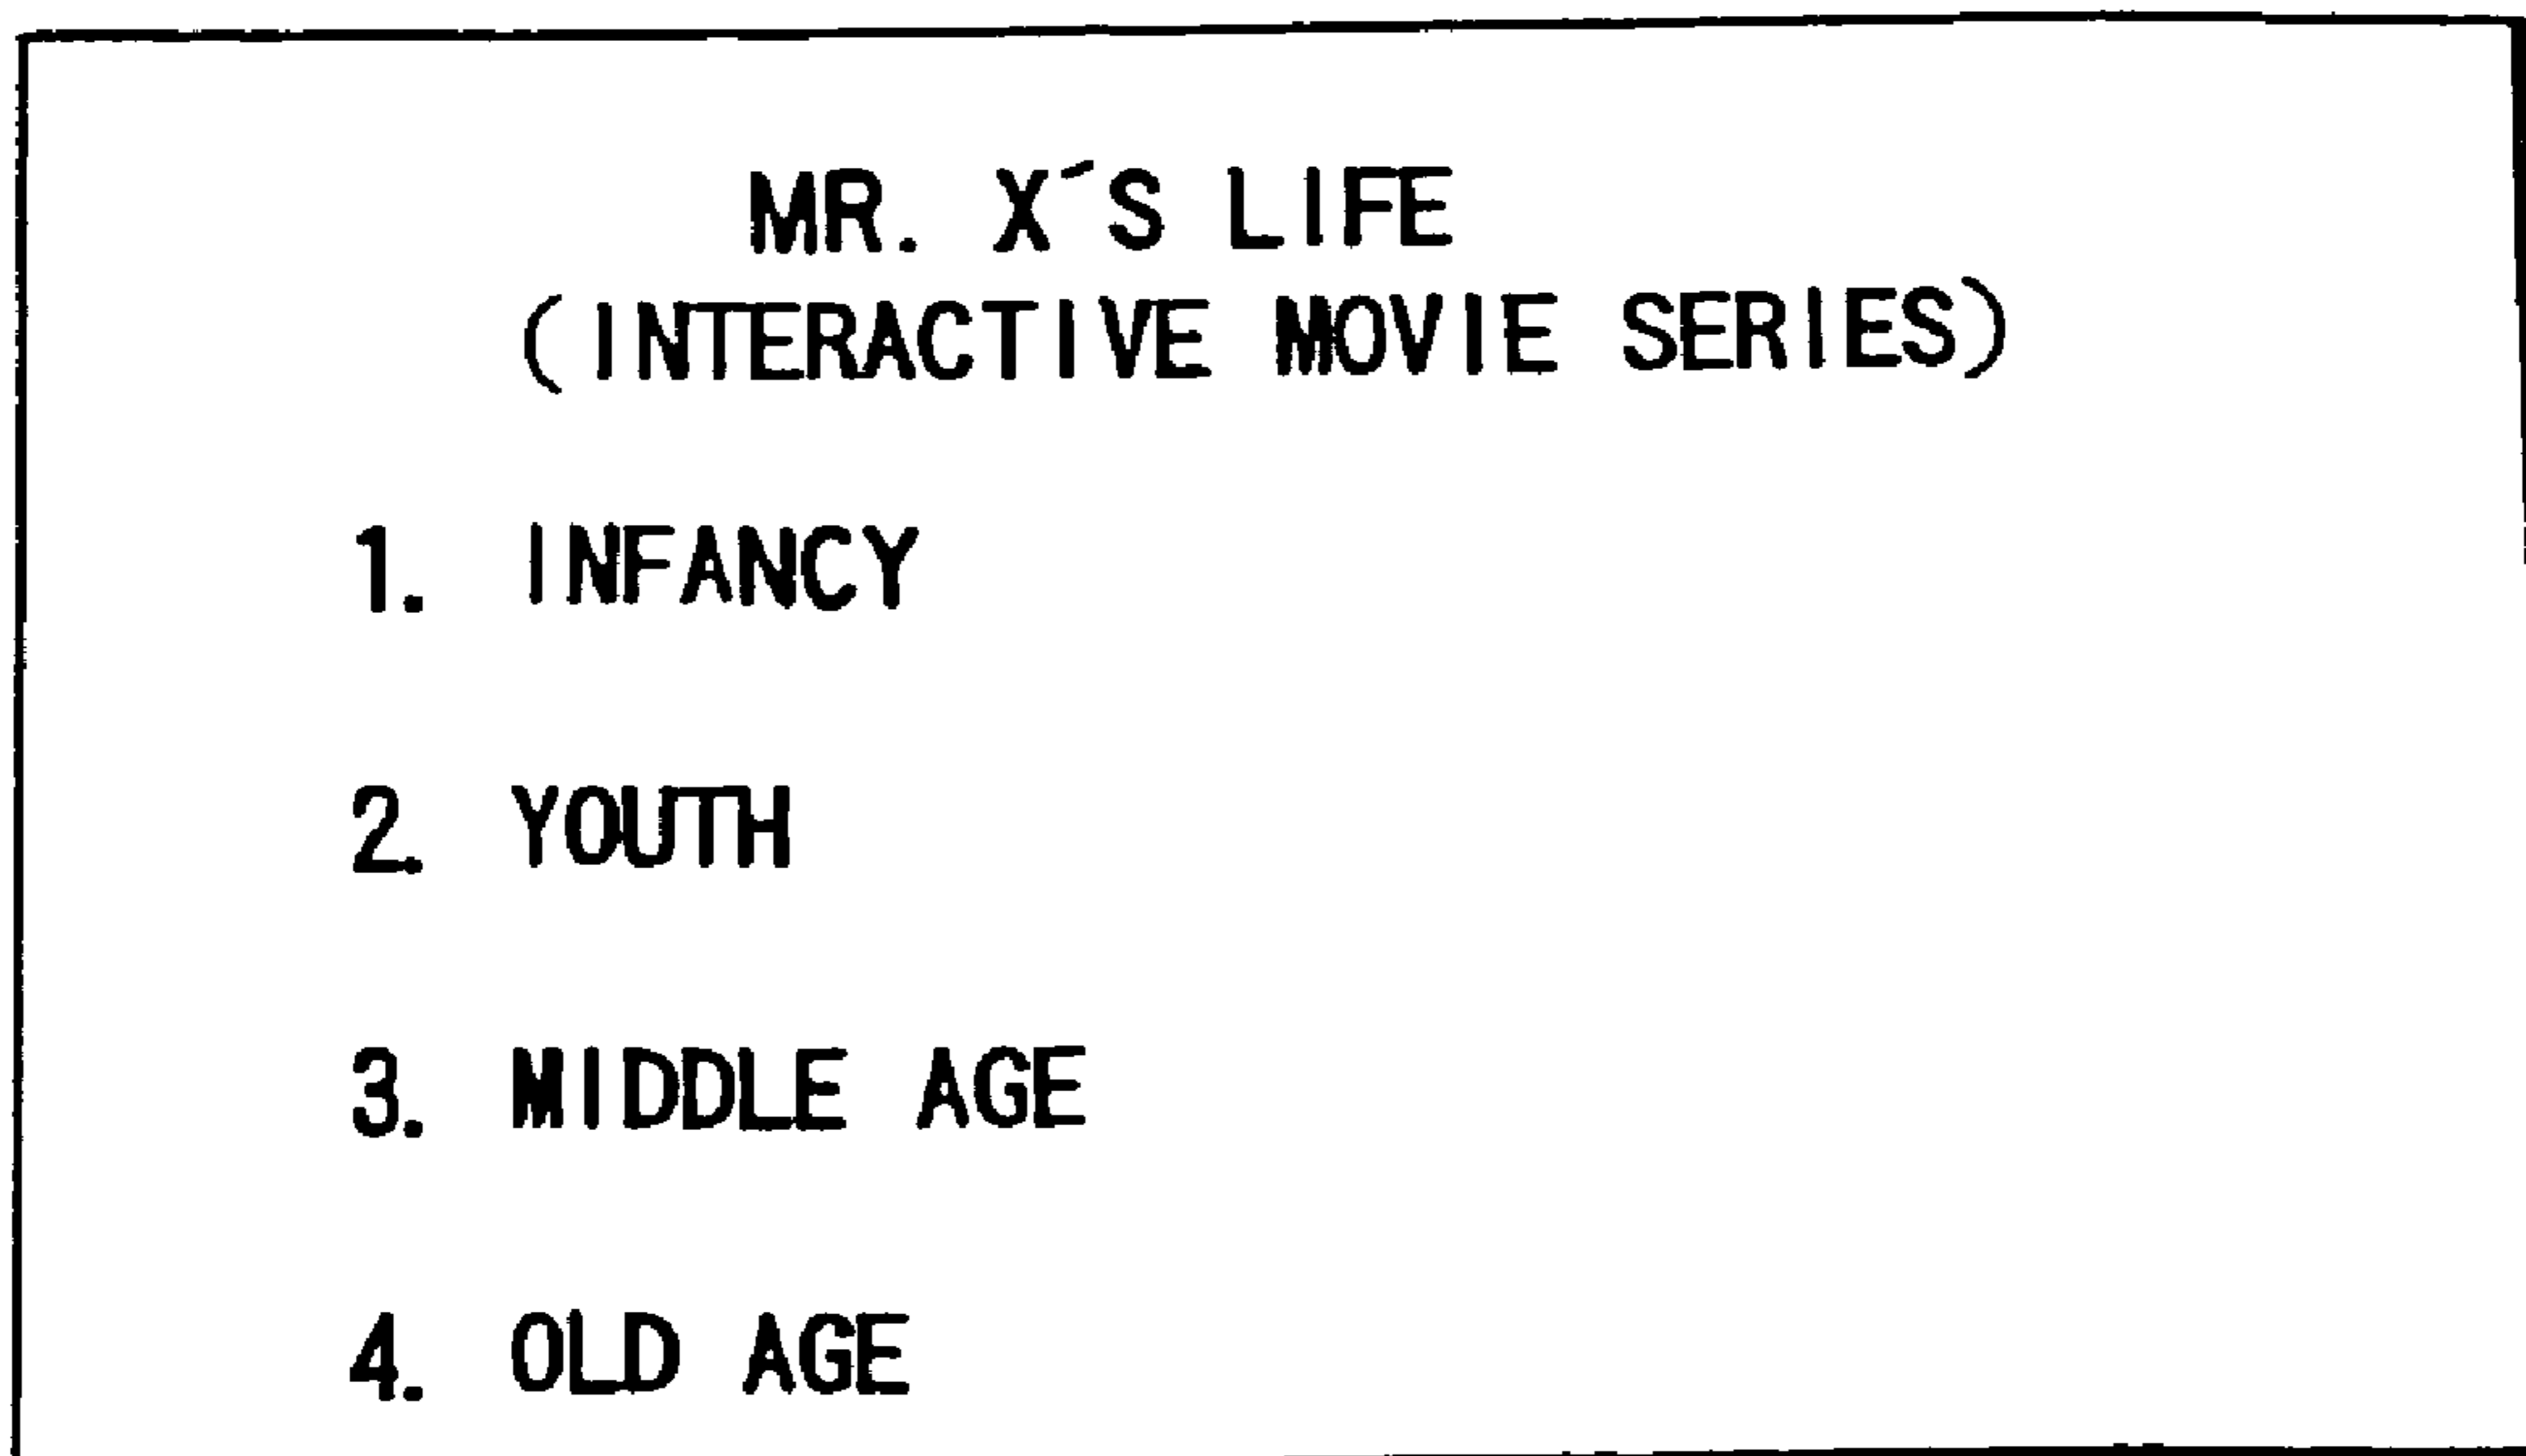 MR. X´S LIFE
(INTERACTIVE MOVIE SERIES)
1. INFANCY
2. YOUTH
3. MIDDLE AGE
4. OLD AGE